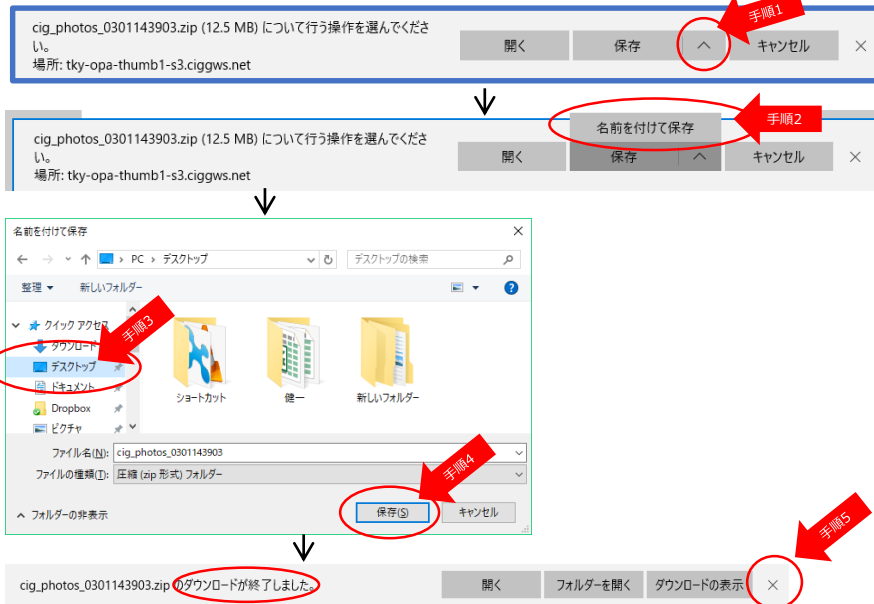 手順1
cig_photos_0301143903.zip (12.5 MB) について行う操作を選んでくださ
い。
場所: tky-opa-thumb1-s3.ciggws.net
開く
保存
キャンセル
名前を付けて保存
手順2
cig_photos_0301143903.zip (12.5 MB) について行う操作を選んでくださ
い。
場所: tky-opa-thumb1-s3.ciggws.net
開く
保存
キャンセル
名前を付けて保存
PC › デスクトップ
デスクトップの検索
整理
新しいフォルダー
手順3
クイック アクセス
ダウンロード
デスクトップ
ドキュメント
Dropbox
ピクチャ
ショートカット
健一
新しいフォルダー
ファイル名(N): cig_photos_0301143903
ファイルの種類(T): 圧縮 (zip 形式) フォルダー
手順4
フォルダーの非表示
保存(S)
キャンセル
手順5
cig_photos_0301143903.zip のダウンロードが終了しました。
開く
フォルダーを開く
ダウンロードの表示